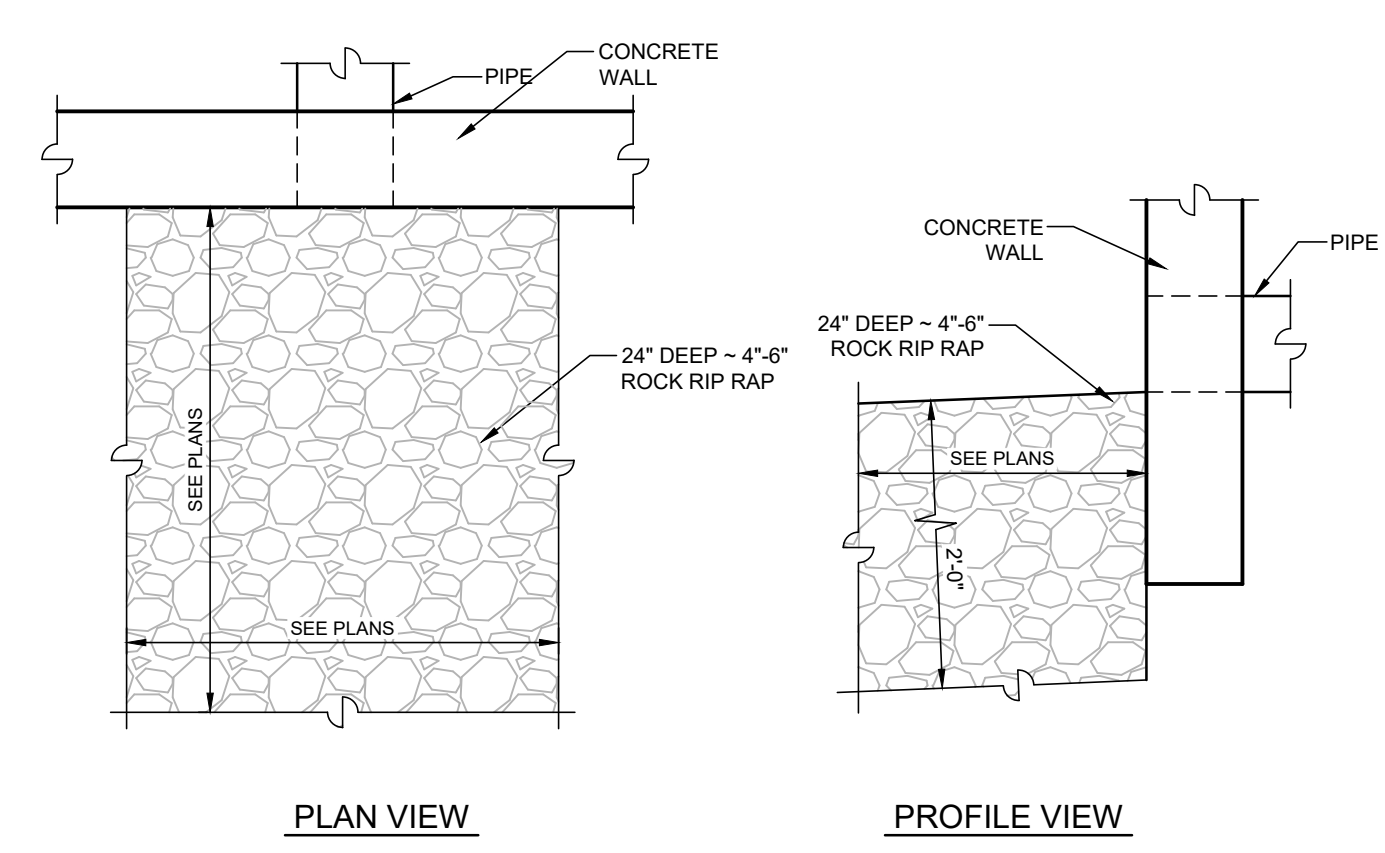 CONCRETE
WALL
PIPE
24" DEEP ~ 4"-6"
ROCK RIP RAP
SEE PLANS
SEE PLANS
PLAN VIEW
CONCRETE
WALL
PIPE
24" DEEP ~ 4"-6"
ROCK RIP RAP
SEE PLANS
2'-0"
PROFILE VIEW